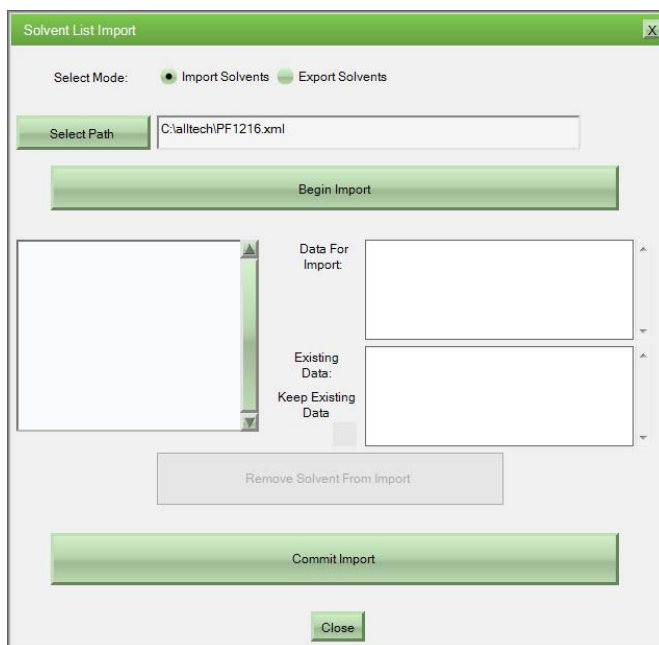 Solvent List Import
X
Select Mode:
Import Solvents
Export Solvents
Select Path
C:\alltech\PF1216.xml
Begin Import
Data For
Import:
Existing
Data:
Keep Existing
Data
Remove Solvent From Import
Commit Import
Close